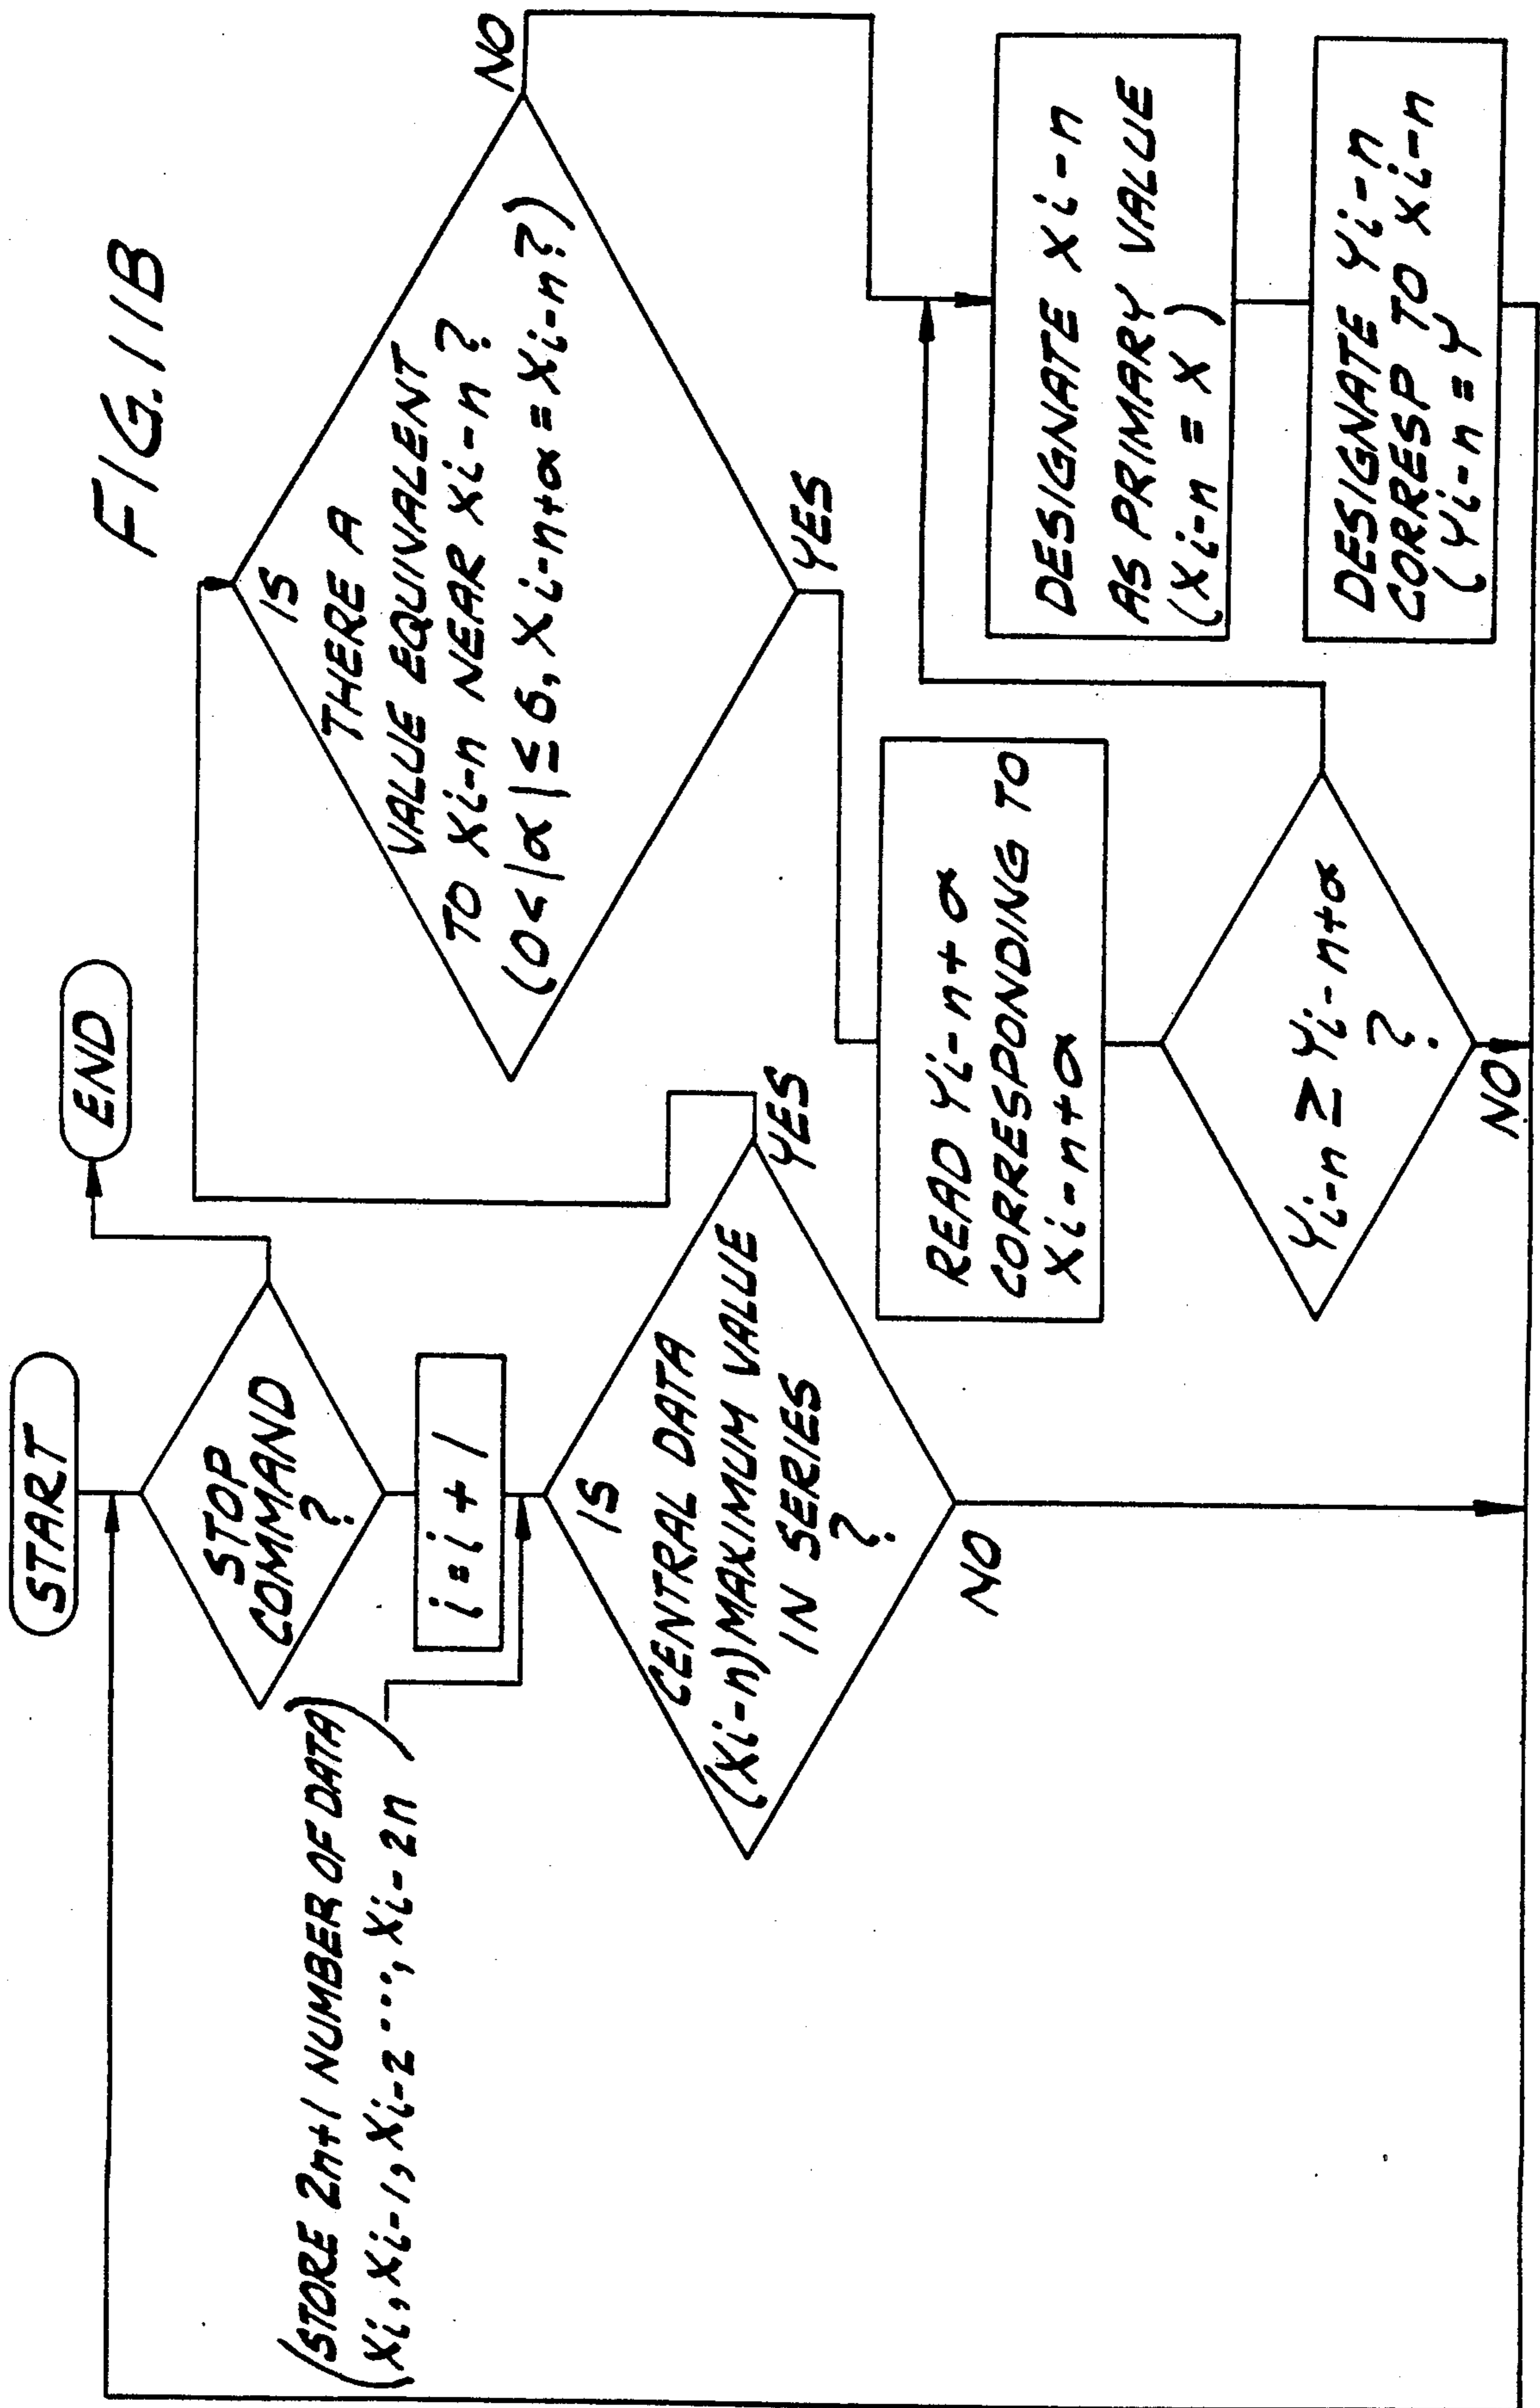 FIG. 11B
START
STOP
COMMAND
?
END
i = i + 1
(STORE 2n+1 NUMBER OF DATA)
(Xi, Xi-1, Xi-2 ···, Xi-2n)
IS
CENTRAL DATA
(Xi-n) MAXIMUM VALUE
IN SERIES
?
YES
NO
IS
THERE A
VALUE EQUIVALENT
TO Xi-n NEAR Xi-n ?
(0<|α|≤6, Xi-n+α = Xi-n?)
NO
YES
READ Yi-n+α
CORRESPONDING TO
Xi-n+α
Yi-n ≥ Yi-n+α
?
NO
DESIGNATE Xi-n
AS PRIMARY VALUE
(Xi-n = X)
DESIGNATE Yi-n
CORRESP TO Xi-n
(Yi-n = Y